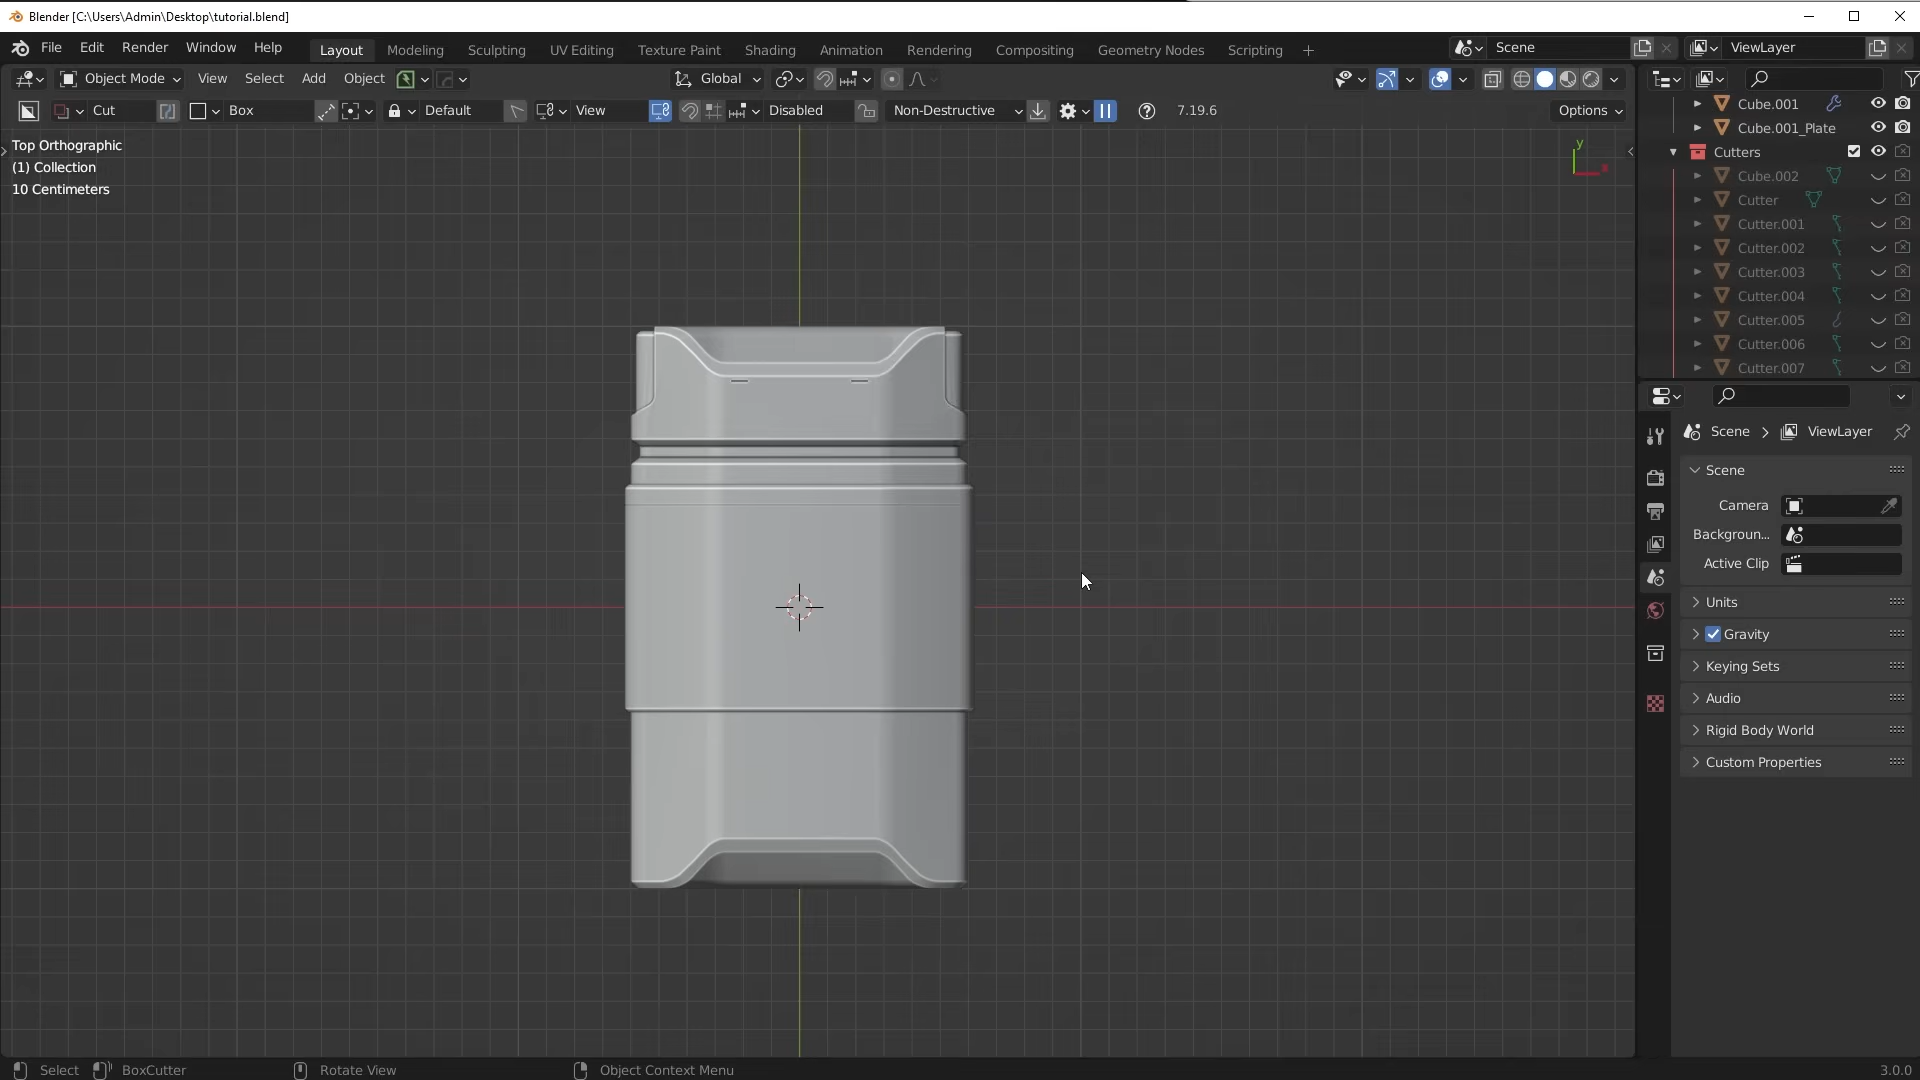 Blender [C:\Users\Admin\Desktop\tutorial.blend]
File Edit Render Window Help Layout Modeling Sculpting UV Editing Texture Paint Shading Animation Rendering Compositing Geometry Nodes Scripting + Scene ViewLayer
Object Mode View Select Add Object Global
Cut Box Default View Disabled Non-Destructive 7.19.6 Options
Top Orthographic
(1) Collection
10 Centimeters
y
Cube.001
Cube.001_Plate
Cutters
Cube.002
Cutter
Cutter.001
Cutter.002
Cutter.003
Cutter.004
Cutter.005
Cutter.006
Cutter.007
Scene > ViewLayer
Scene
Camera
Backgroun...
Active Clip
Units
Gravity
Keying Sets
Audio
Rigid Body World
Custom Properties
Select BoxCutter Rotate View Object Context Menu 3.0.0